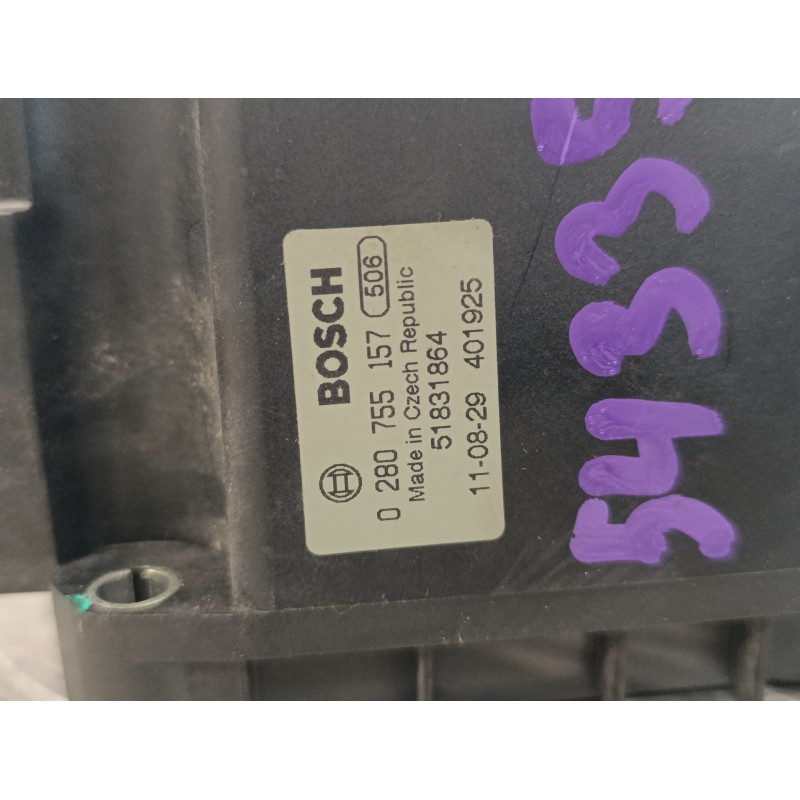 BOSCH
0 280 755 157 506
Made in Czech Republic
51831864
11-08-29 401925
5433